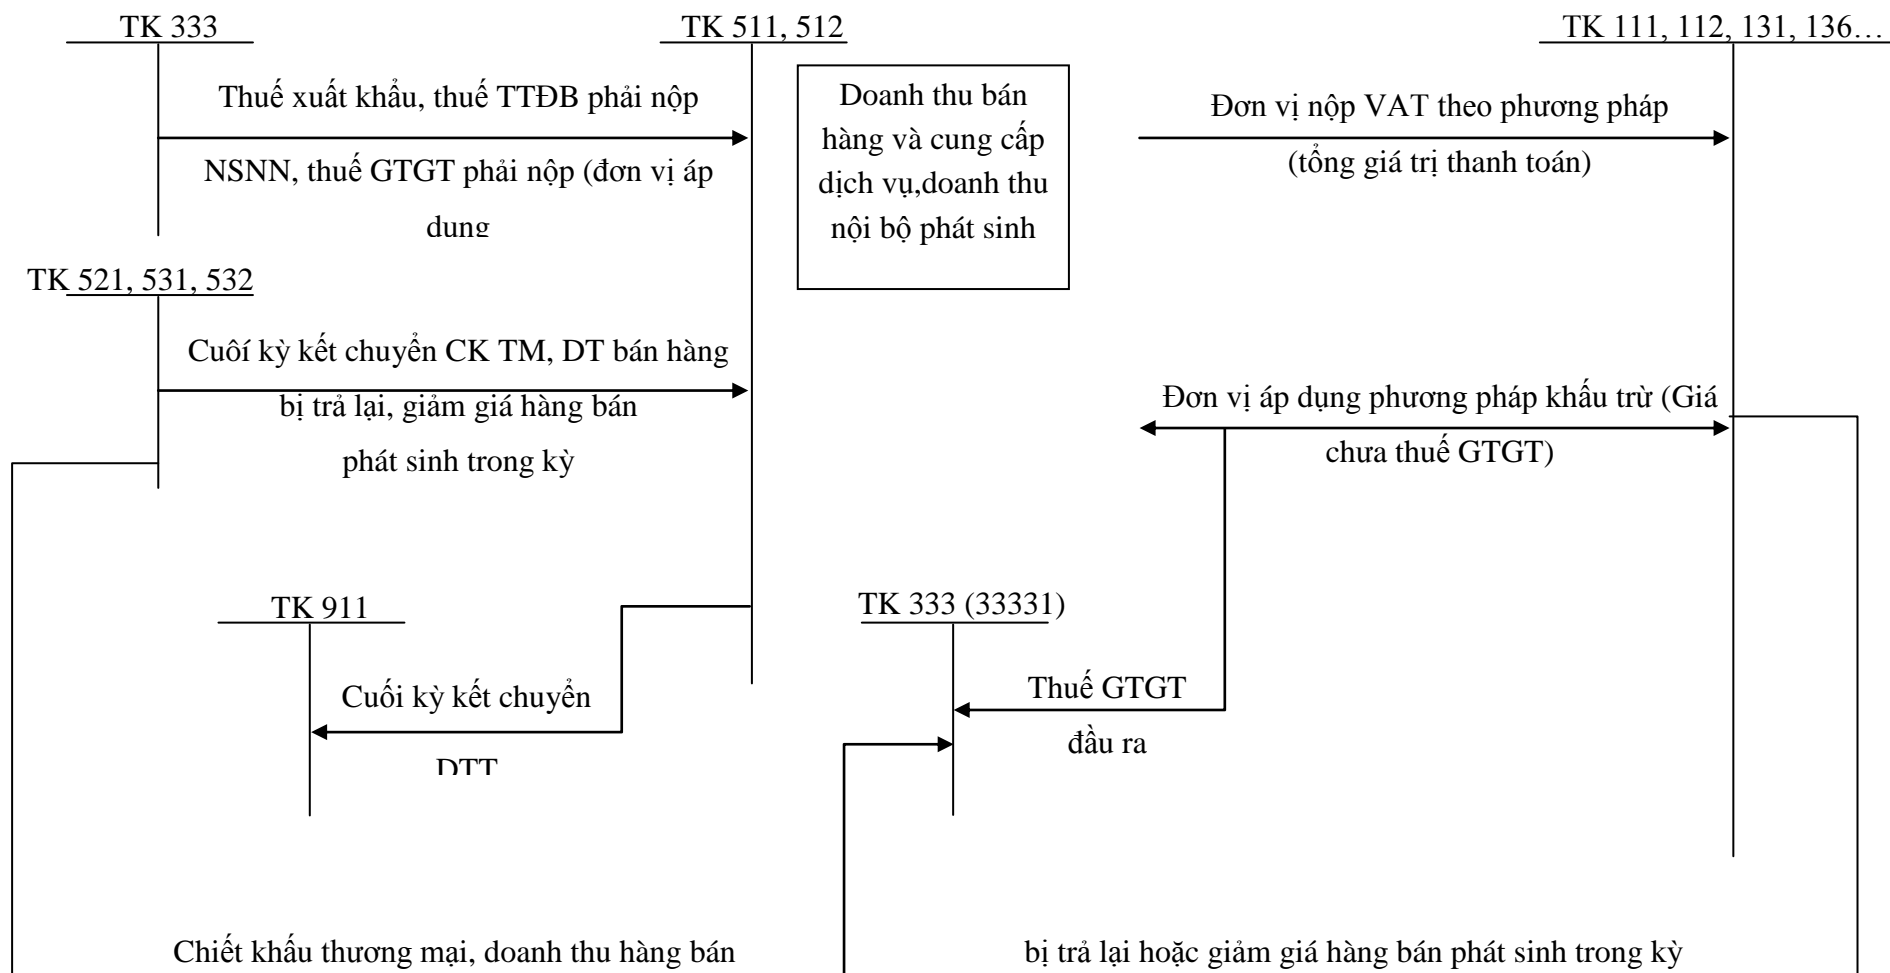 TK 333
TK 511, 512
TK 111, 112, 131, 136…
Thuế xuất khẩu, thuế TTĐB phải nộp
NSNN, thuế GTGT phải nộp (đơn vị áp
dụng
Doanh thu bán
hàng và cung cấp
dịch vụ,doanh thu
nội bộ phát sinh
Đơn vị nộp VAT theo phương pháp
(tổng giá trị thanh toán)
TK 521, 531, 532
Cuôí kỳ kết chuyển CK TM, DT bán hàng
bị trả lại, giảm giá hàng bán
phát sinh trong kỳ
Đơn vị áp dụng phương pháp khấu trừ (Giá
chưa thuế GTGT)
TK 911
Cuối kỳ kết chuyển
DTT
TK 333 (33331)
Thuế GTGT
đầu ra
Chiết khấu thương mại, doanh thu hàng bán
bị trả lại hoặc giảm giá hàng bán phát sinh trong kỳ